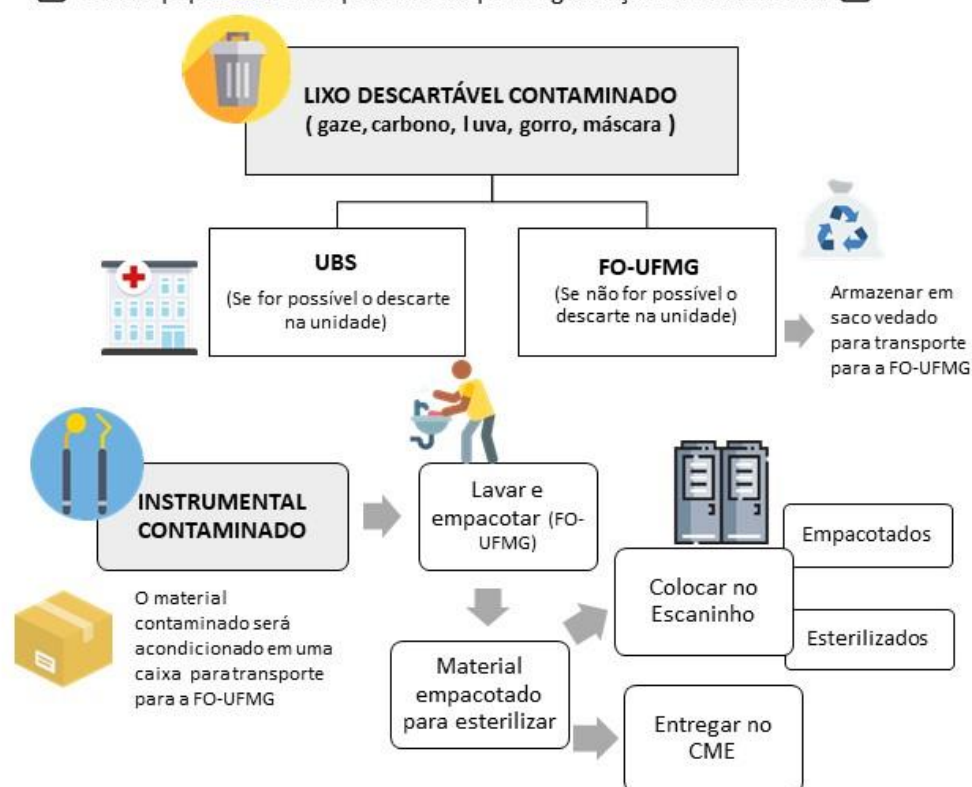 LIXO DESCARTÁVEL CONTAMINADO
( gaze, carbono, luva, gorro, máscara )
UBS
(Se for possível o descarte
na unidade)
FO-UFMG
(Se não for possível o
descarte na unidade)
Armazenar em
saco vedado
para transporte
para a FO-UFMG
INSTRUMENTAL
CONTAMINADO
Lavar e
empacotar (FO-
UFMG)
Empacotados
Colocar no
Escaninho
Esterilizados
O material
contaminado será
acondicionado em uma
caixa para transporte
para a FO-UFMG
Material
empacotado
para esterilizar
Entregar no
CME